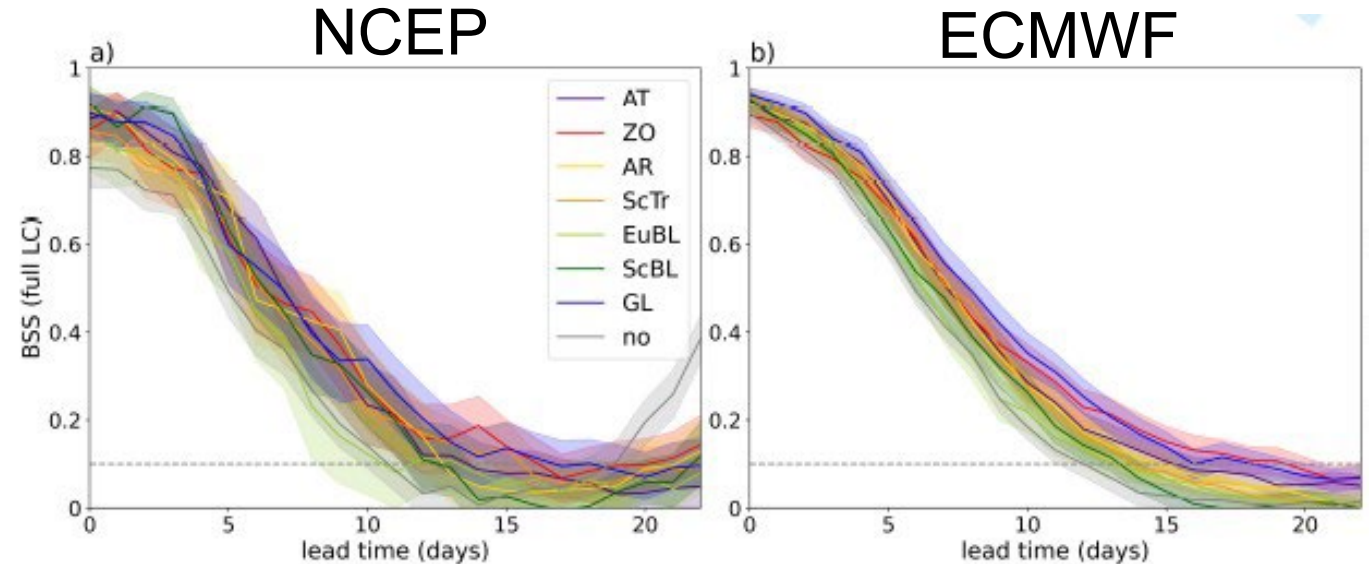 NCEP
ECMWF
a)
b)
1
0.8
0.6
0.4
0.2
0
BSS (full LC)
AT
ZO
AR
ScTr
EuBL
ScBL
GL
no
0 5 10 15 20
lead time (days)
1
0.8
0.6
0.4
0.2
0
0 5 10 15 20
lead time (days)